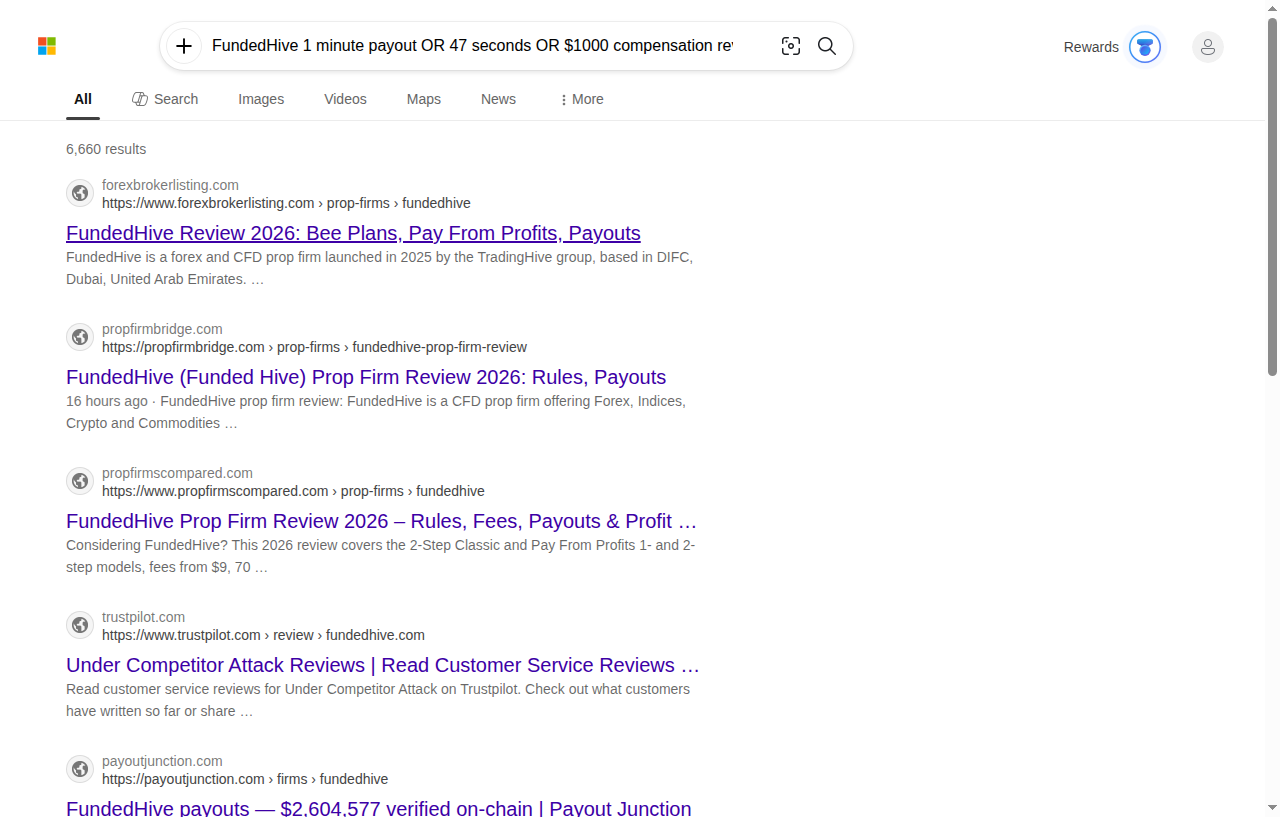 FundedHive 1 minute payout OR 47 seconds OR $1000 compensation re
Rewards
All
Search
Images
Videos
Maps
News
More
6,660 results
forexbrokerlisting.com
https://www.forexbrokerlisting.com › prop-firms › fundedhive
FundedHive Review 2026: Bee Plans, Pay From Profits, Payouts
FundedHive is a forex and CFD prop firm launched in 2025 by the TradingHive group, based in DIFC,
Dubai, United Arab Emirates. …
propfirmbridge.com
https://propfirmbridge.com › prop-firms › fundedhive-prop-firm-review
FundedHive (Funded Hive) Prop Firm Review 2026: Rules, Payouts
16 hours ago · FundedHive prop firm review: FundedHive is a CFD prop firm offering Forex, Indices,
Crypto and Commodities …
propfirmscompared.com
https://www.propfirmscompared.com › prop-firms › fundedhive
FundedHive Prop Firm Review 2026 – Rules, Fees, Payouts & Profit …
Considering FundedHive? This 2026 review covers the 2-Step Classic and Pay From Profits 1- and 2-
step models, fees from $9, 70 …
trustpilot.com
https://www.trustpilot.com › review › fundedhive.com
Under Competitor Attack Reviews | Read Customer Service Reviews …
Read customer service reviews for Under Competitor Attack on Trustpilot. Check out what customers
have written so far or share …
payoutjunction.com
https://payoutjunction.com › firms › fundedhive
FundedHive payouts — $2,604,577 verified on-chain | Payout Junction